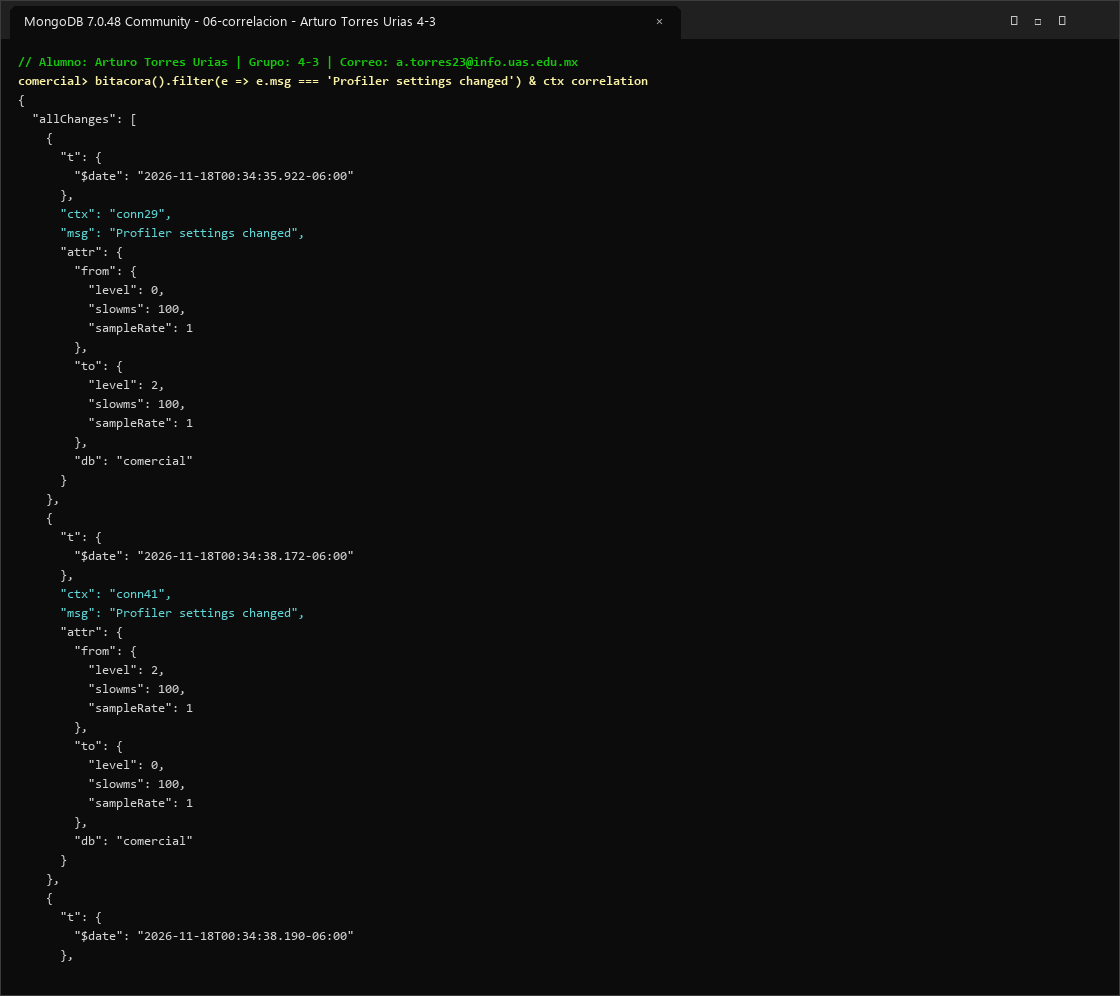 MongoDB 7.0.48 Community - 06-correlacion - Arturo Torres Urias 4-3 ×
// Alumno: Arturo Torres Urias | Grupo: 4-3 | Correo: a.torres23@info.uas.edu.mx
comercial> bitacora().filter(e => e.msg === 'Profiler settings changed') & ctx correlation
{
  "allChanges": [
    {
      "t": {
        "$date": "2026-11-18T00:34:35.922-06:00"
      },
      "ctx": "conn29",
      "msg": "Profiler settings changed",
      "attr": {
        "from": {
          "level": 0,
          "slowms": 100,
          "sampleRate": 1
        },
        "to": {
          "level": 2,
          "slowms": 100,
          "sampleRate": 1
        },
        "db": "comercial"
      }
    },
    {
      "t": {
        "$date": "2026-11-18T00:34:38.172-06:00"
      },
      "ctx": "conn41",
      "msg": "Profiler settings changed",
      "attr": {
        "from": {
          "level": 2,
          "slowms": 100,
          "sampleRate": 1
        },
        "to": {
          "level": 0,
          "slowms": 100,
          "sampleRate": 1
        },
        "db": "comercial"
      }
    },
    {
      "t": {
        "$date": "2026-11-18T00:34:38.190-06:00"
      },